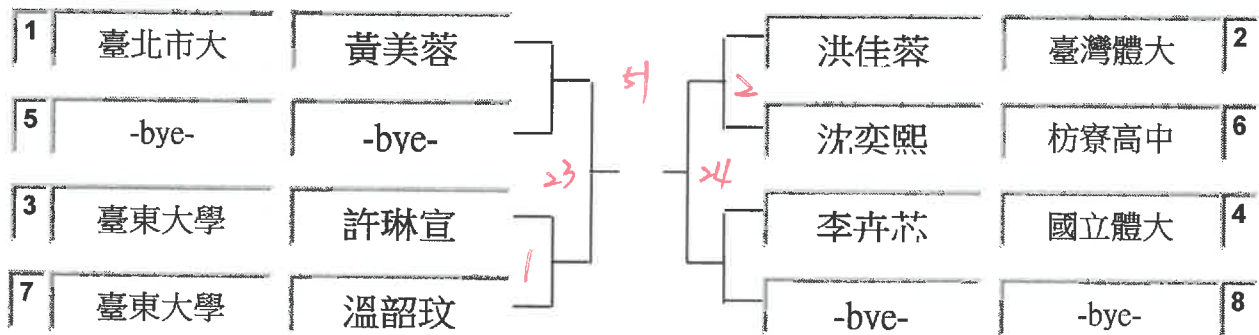 1 臺北市大 黃美蓉
5 -bye- -bye-
3 臺東大學 許琳宣
7 臺東大學 溫韶玟
23
1
51
2
24
洪佳蓉 臺灣體大 2
沈奕熙 枋寮高中 6
李卉芯 國立體大 4
-bye- -bye- 8